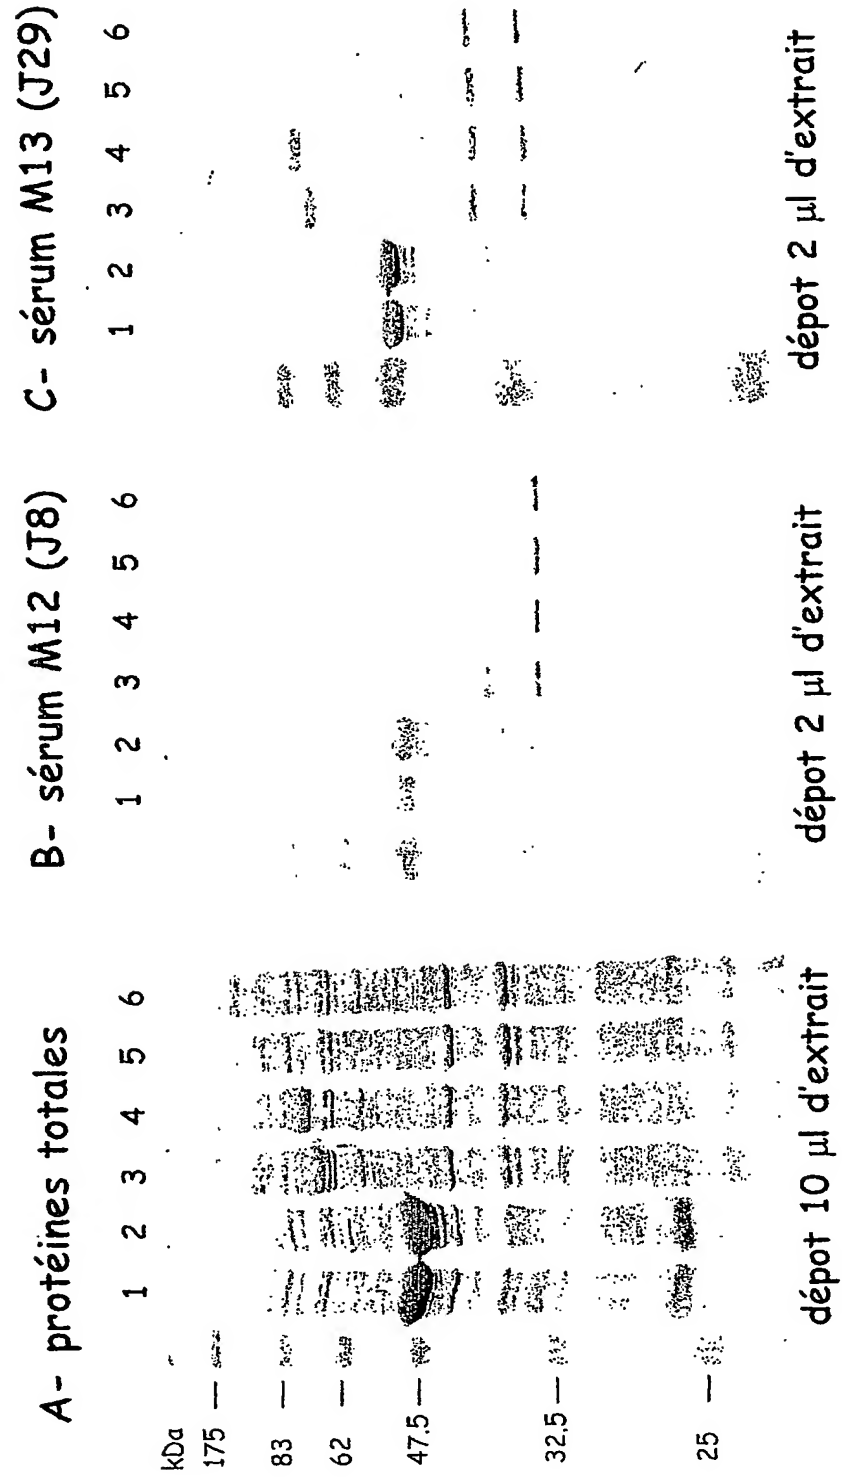 A- protéines totales
1 2 3 4 5 6
kDa
175
83
62
47.5
32.5
25
dépot 10 µl d'extrait
B- sérum M12 (J8)
1 2 3 4 5 6
dépot 2 µl d'extrait
C- sérum M13 (J29)
1 2 3 4 5 6
dépot 2 µl d'extrait